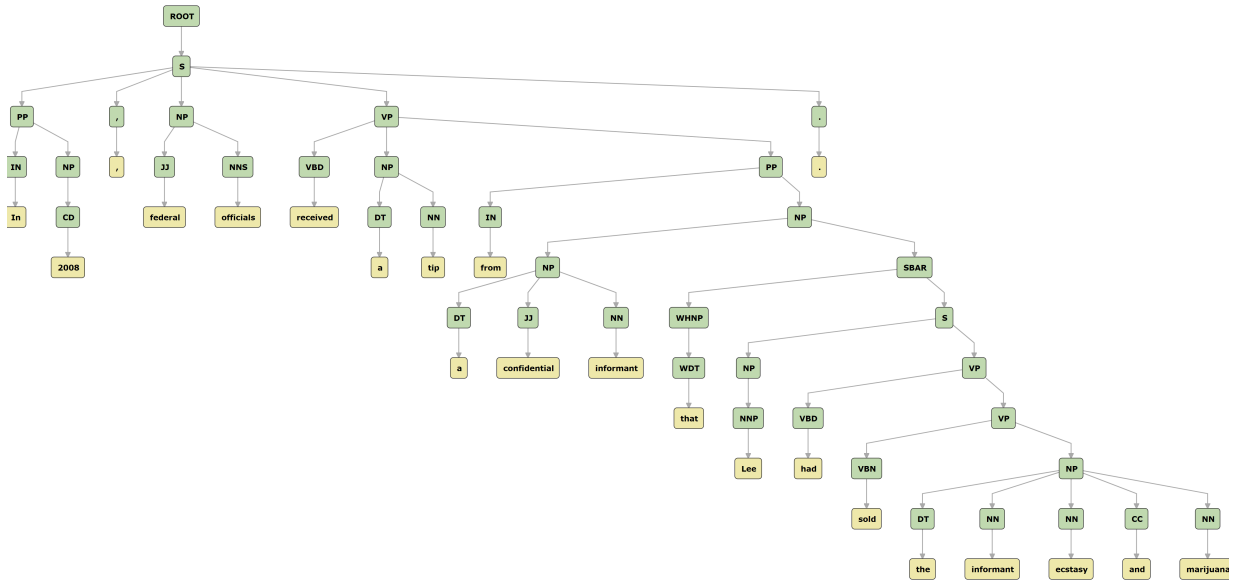 ROOT
S
PP , NP VP .
IN NP , JJ NNS VBD NP PP .
In CD federal officials received DT NN IN NP
2008 a tip from NP SBAR
DT JJ NN WHNP S
a confidential informant WDT NP VP
that NNP VBD VP
Lee had VBN NP
sold DT NN NN CC NN
the informant ecstasy and marijuana